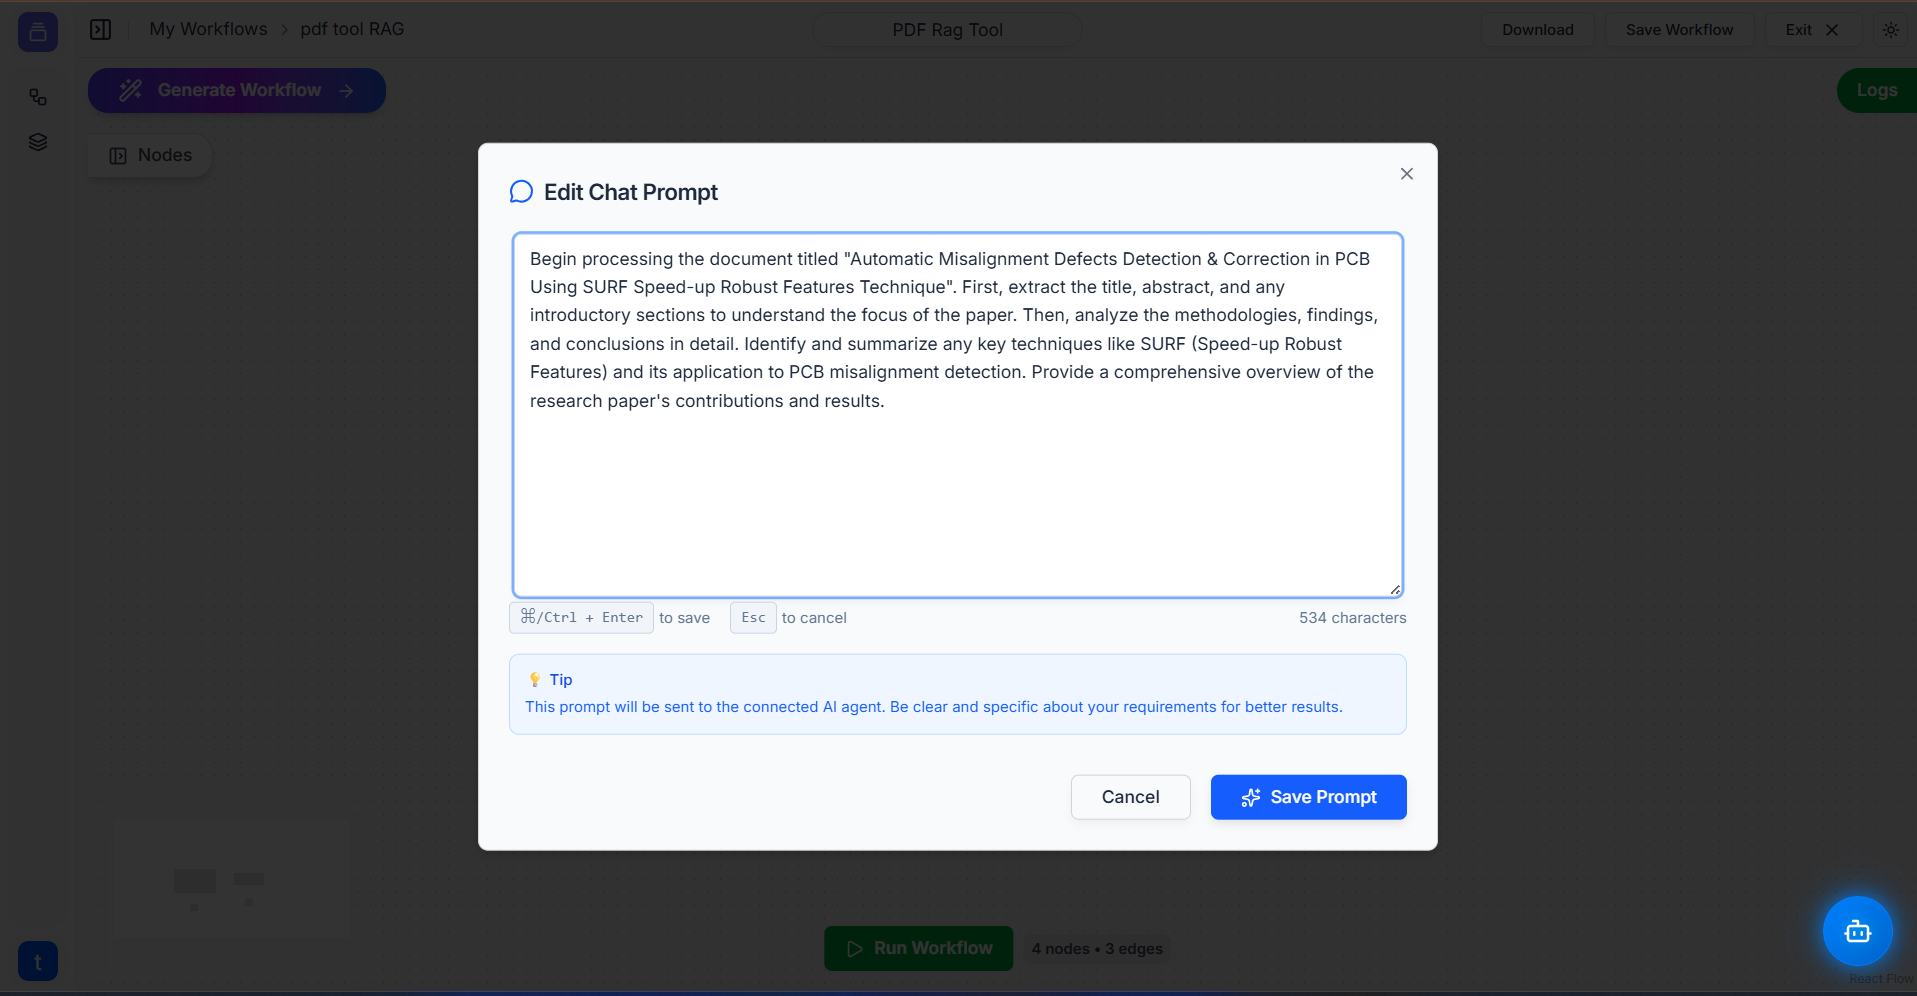 My Workflows > pdf tool RAG
PDF Rag Tool
Download
Save Workflow
Exit
Generate Workflow
Logs
Nodes
Edit Chat Prompt
Begin processing the document titled "Automatic Misalignment Defects Detection & Correction in PCB
Using SURF Speed-up Robust Features Technique". First, extract the title, abstract, and any
introductory sections to understand the focus of the paper. Then, analyze the methodologies, findings,
and conclusions in detail. Identify and summarize any key techniques like SURF (Speed-up Robust
Features) and its application to PCB misalignment detection. Provide a comprehensive overview of the
research paper's contributions and results.
⌘/Ctrl + Enter to save Esc to cancel
534 characters
💡 Tip
This prompt will be sent to the connected AI agent. Be clear and specific about your requirements for better results.
Cancel
Save Prompt
Run Workflow
4 nodes • 3 edges
t
React Flow